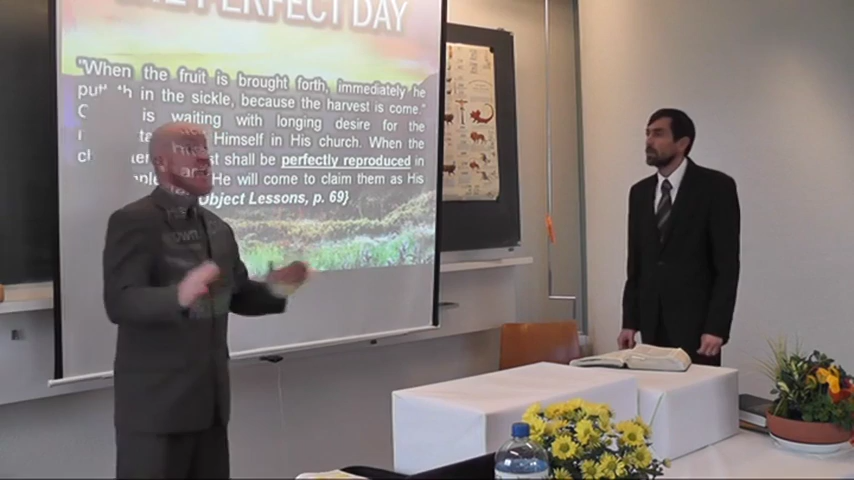 PERFECT DAY
"When the fruit is brought forth, immediately he
in the sickle, because the harvest is come."
is waiting with longing desire for the
Himself in His church. When the
shall be perfectly reproduced in
He will come to claim them as His
Object Lessons, p. 69}